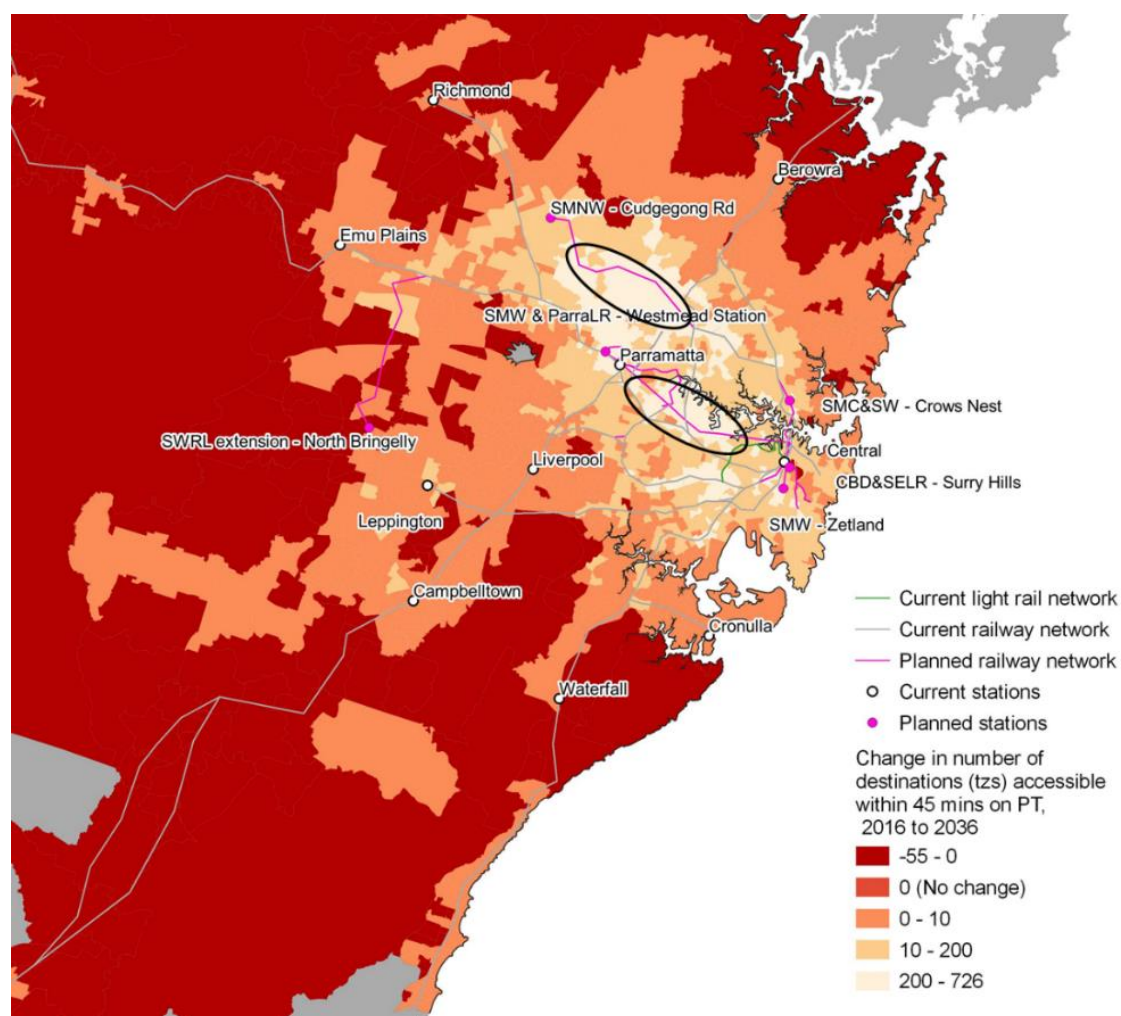 Richmond
Berowra
SMNW - Cudgegong Rd
Emu Plains
SMW & ParraLR - Westmead Station
Parramatta
SMC&SW - Crows Nest
SWRL extension - North Bringelly
Central
Liverpool
CBD&SELR - Surry Hills
Leppington
SMW - Zetland
Campbelltown
Cronulla
Waterfall
Current light rail network
Current railway network
Planned railway network
Current stations
Planned stations
Change in number of
destinations (tzs) accessible
within 45 mins on PT,
2016 to 2036
-55 - 0
0 (No change)
0 - 10
10 - 200
200 - 726